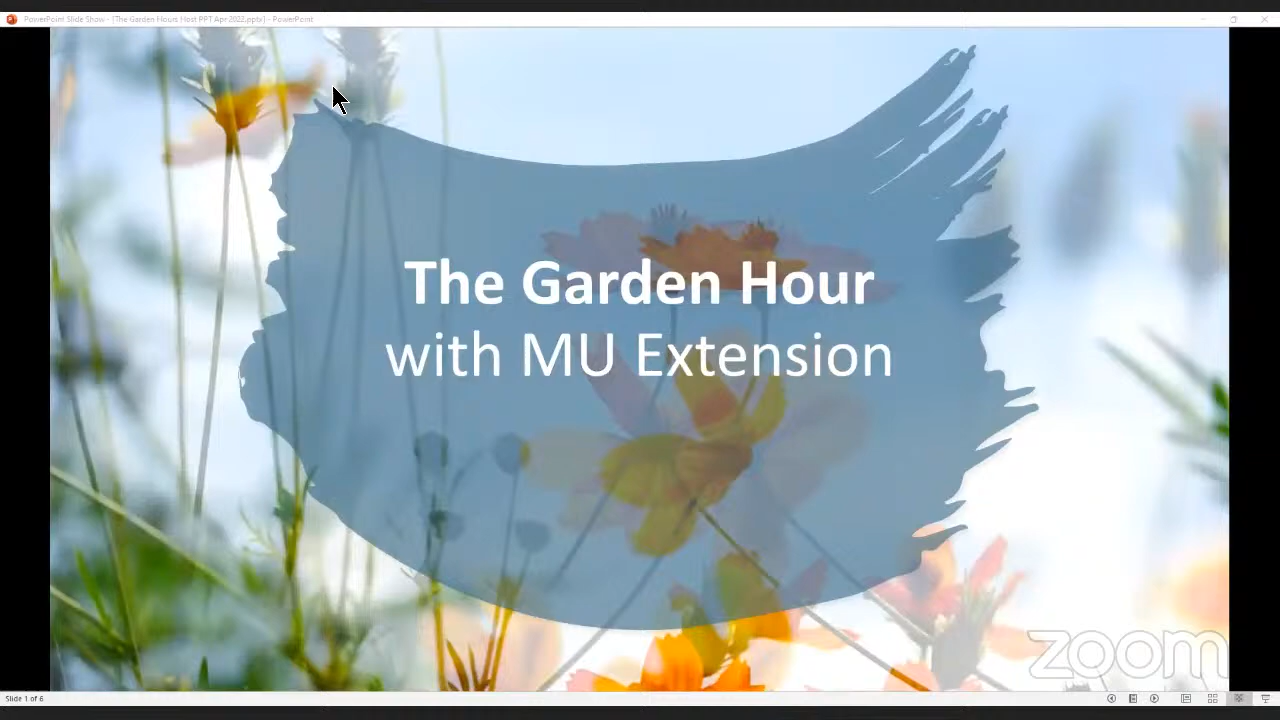 PowerPoint Slide Show - [The Garden Hours Host PPT Apr 2022.pptx] - PowerPoint
The Garden Hour
with MU Extension
zoom
Slide 1 of 6